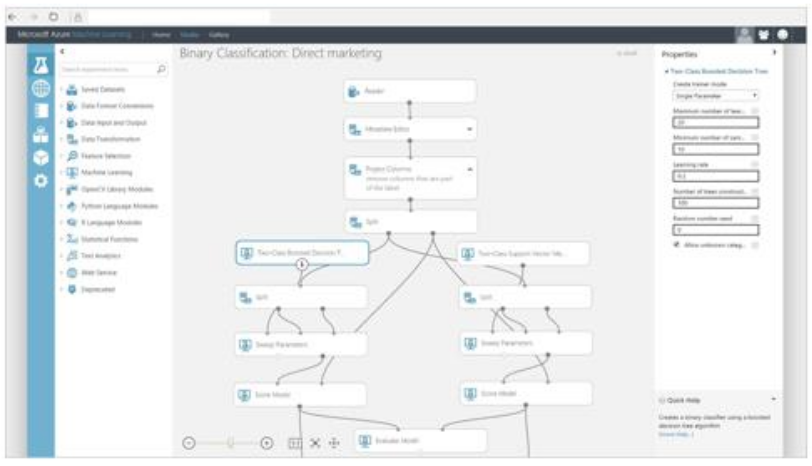 Microsoft Azure Machine Learning
Home
Studio
Gallery
Binary Classification: Direct marketing
Search experiment items
Saved Datasets
Data Format Conversions
Data Input and Output
Data Transformation
Feature Selection
Machine Learning
OpenCV Library Modules
Python Language Modules
R Language Modules
Statistical Functions
Text Analytics
Web Service
Deprecated
Reader
Metadata Editor
Project Columns
remove columns that are part
of the label
Split
Two-Class Boosted Decision T...
Two-Class Support Vector Ma...
Split
Split
Sweep Parameters
Sweep Parameters
Score Model
Score Model
Evaluate Model
Properties
Two-Class Boosted Decision Tree
Create trainer mode
Single Parameter
Maximum number of leav...
20
Minimum number of sam...
10
Learning rate
0.2
Number of trees construct...
100
Random number seed
0
Allow unknown categ...
Quick Help
Creates a binary classifier using a boosted
decision tree algorithm